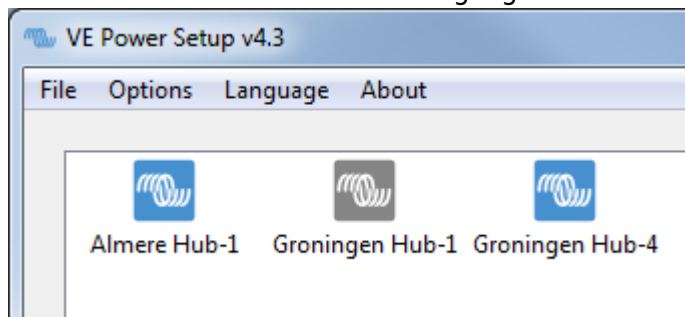 VE Power Setup v4.3
File Options Language About
Almere Hub-1 Groningen Hub-1 Groningen Hub-4